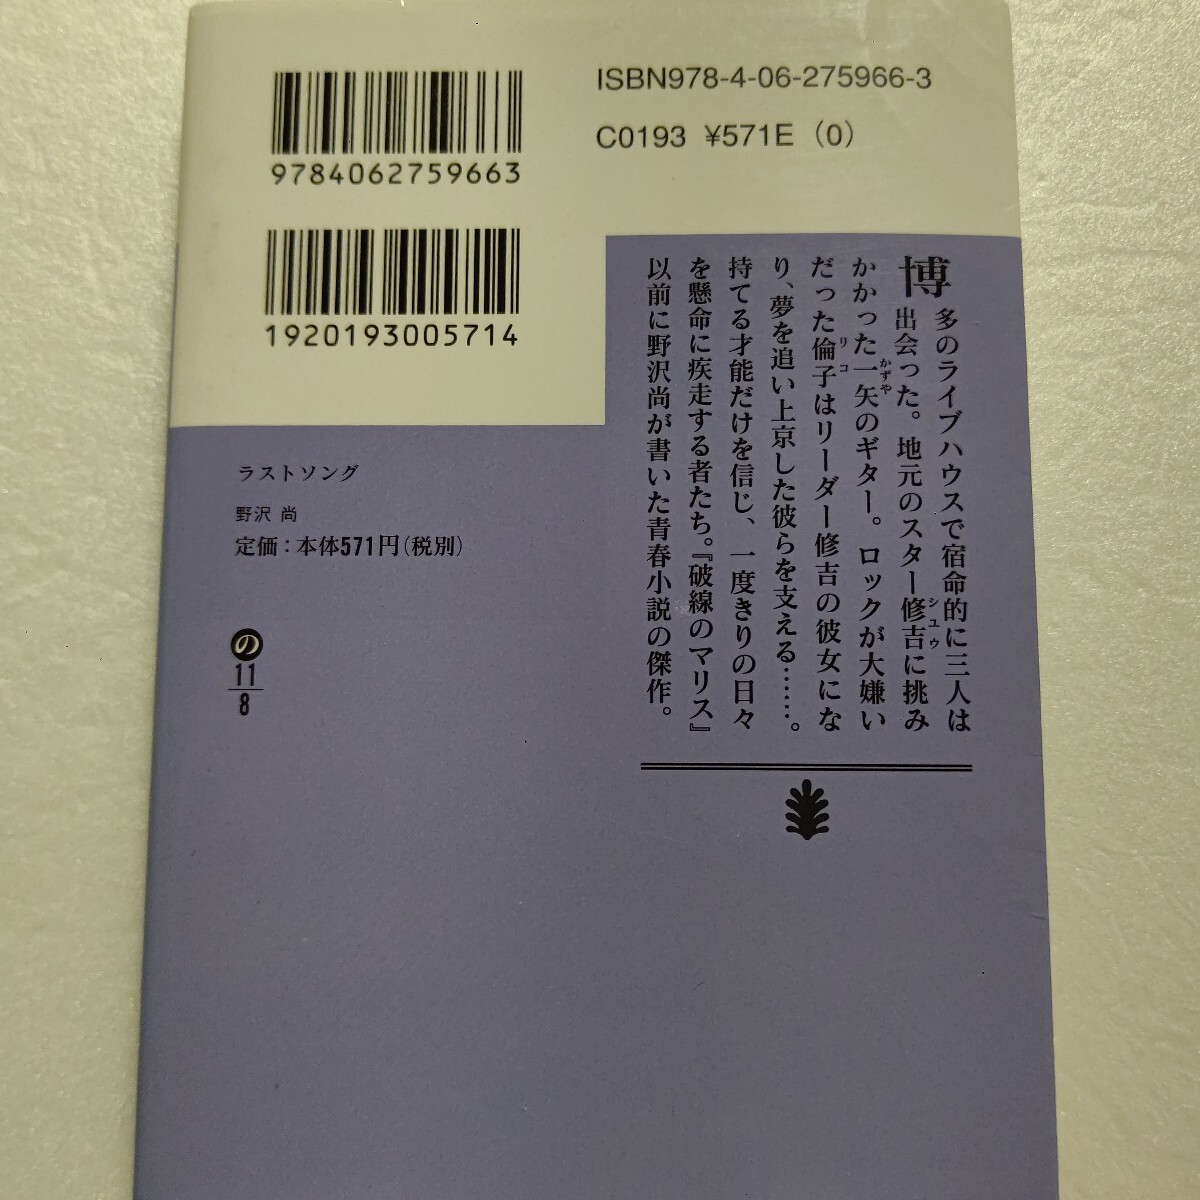 ISBN978-4-06-275966-3
C0193 ¥571E (0)
9784062759663
1920193005714
博多のライブハウスで宿命的に三人は
出会った。地元のスター修吉に挑み
シュウ
かかった一矢のギター。ロックが大嫌い
かずや
だった倫子はリーダー修吉の彼女にな
リコ
り、夢を追い上京した彼らを支える……。
持てる才能だけを信じ、一度きりの日々
を懸命に疾走する者たち。『破線のマリス』
以前に野沢尚が書いた青春小説の傑作。
ラストソング
野沢 尚
定価:本体571円(税別)
の
11
8